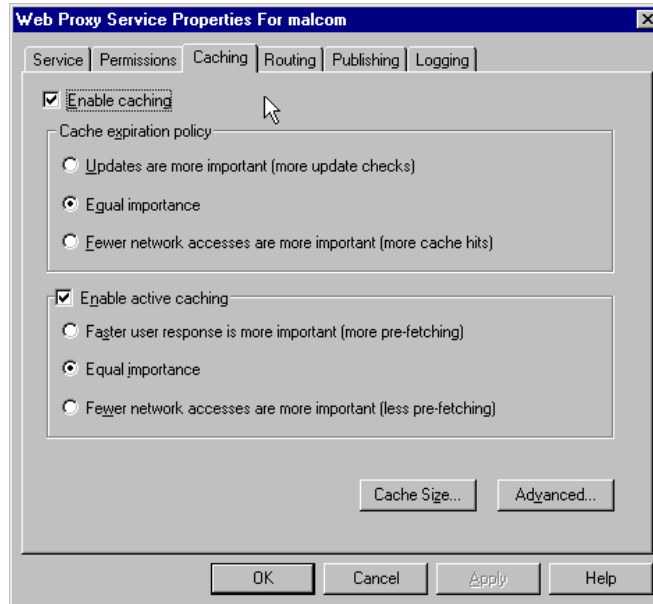 Web Proxy Service Properties For malcom
Service Permissions Caching Routing Publishing Logging
Enable caching
Cache expiration policy
Updates are more important (more update checks)
Equal importance
Fewer network accesses are more important (more cache hits)
Enable active caching
Faster user response is more important (more pre-fetching)
Equal importance
Fewer network accesses are more important (less pre-fetching)
Cache Size... Advanced...
OK Cancel Apply Help